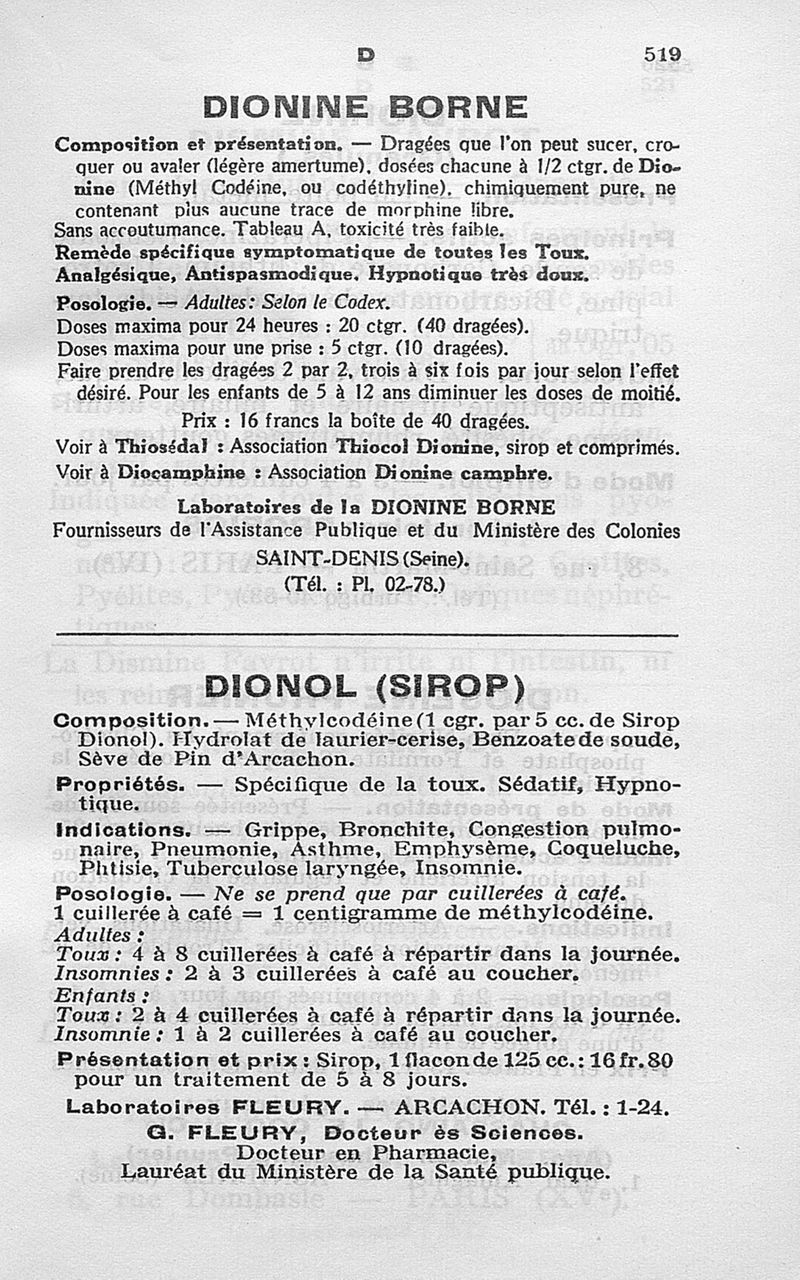 D 519
DIONINE BORNE
Composition et présentation. — Dragées que l'on peut sucer, cro-
quer ou avaler (légère amertume), dosées chacune à 1/2 ctgr. de Dio-
nine (Méthyl Codéine, ou codéthyline), chimiquement pure, ne
contenant plus aucune trace de morphine libre.
Sans accoutumance. Tableau A, toxicité très faible.
Remède spécifique symptomatique de toutes les Toux.
Analgésique, Antispasmodique, Hypnotique très doux.
Posologie. — Adultes : Selon le Codex.
Doses maxima pour 24 heures : 20 ctgr. (40 dragées).
Doses maxima pour une prise : 5 ctgr. (10 dragées).
Faire prendre les dragées 2 par 2, trois à six fois par jour selon l'effet
désiré. Pour les enfants de 5 à 12 ans diminuer les doses de moitié.
Prix : 16 francs la boîte de 40 dragées.
Voir à Thiosédal : Association Thiocol Dionine, sirop et comprimés.
Voir à Diocamphine : Association Dionine camphre.
Laboratoires de la DIONINE BORNE
Fournisseurs de l'Assistance Publique et du Ministère des Colonies
SAINT-DENIS (Seine).
(Tél. : Pl. 02-78.)
DIONOL (SIROP)
Composition. — Méthylcodéine (1 cgr. par 5 cc. de Sirop
Dionol). Hydrolat de laurier-cerise, Benzoate de soude,
Sève de Pin d'Arcachon.
Propriétés. — Spécifique de la toux. Sédatif, Hypno-
tique.
Indications. — Grippe, Bronchite, Congestion pulmo-
naire, Pneumonie, Asthme, Emphysème, Coqueluche,
Phtisie, Tuberculose laryngée, Insomnie.
Posologie. — Ne se prend que par cuillerées à café.
1 cuillerée à café = 1 centigramme de méthylcodéine.
Adultes :
Toux : 4 à 8 cuillerées à café à répartir dans la journée.
Insomnies : 2 à 3 cuillerées à café au coucher.
Enfants :
Toux : 2 à 4 cuillerées à café à répartir dans la journée.
Insomnie : 1 à 2 cuillerées à café au coucher.
Présentation et prix : Sirop, 1 flacon de 125 cc. : 16 fr. 80
pour un traitement de 5 à 8 jours.
Laboratoires FLEURY. — ARCACHON. Tél. : 1-24.
G. FLEURY, Docteur ès Sciences.
Docteur en Pharmacie,
Lauréat du Ministère de la Santé publique.